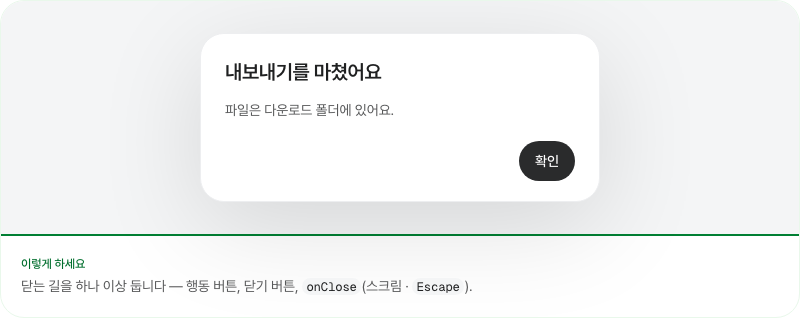 내보내기를 마쳤어요
파일은 다운로드 폴더에 있어요.
확인
이렇게 하세요
닫는 길을 하나 이상 둡니다 — 행동 버튼, 닫기 버튼, onClose (스크림 · Escape ).